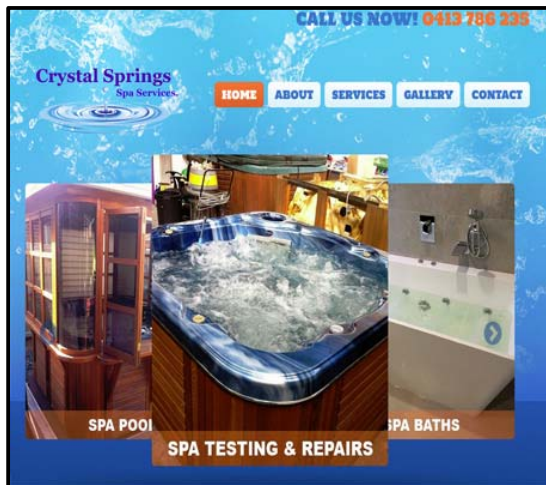 CALL US NOW! 0413 786 235
Crystal Springs
Spa Services.
HOME ABOUT SERVICES GALLERY CONTACT
SPA POOL
SPA TESTING & REPAIRS
SPA BATHS